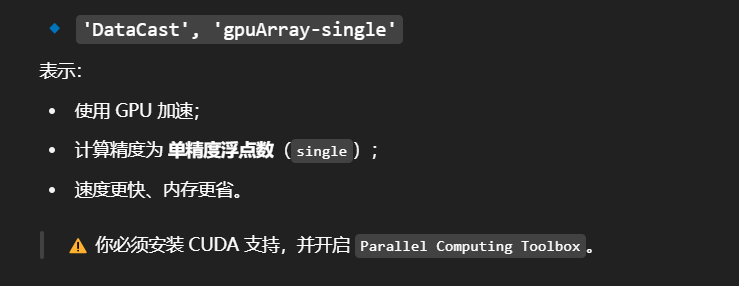 'DataCast', 'gpuArray-single'
表示：
使用 GPU 加速；
计算精度为 单精度浮点数（single）；
速度更快、内存更省。
你必须安装 CUDA 支持，并开启 Parallel Computing Toolbox。